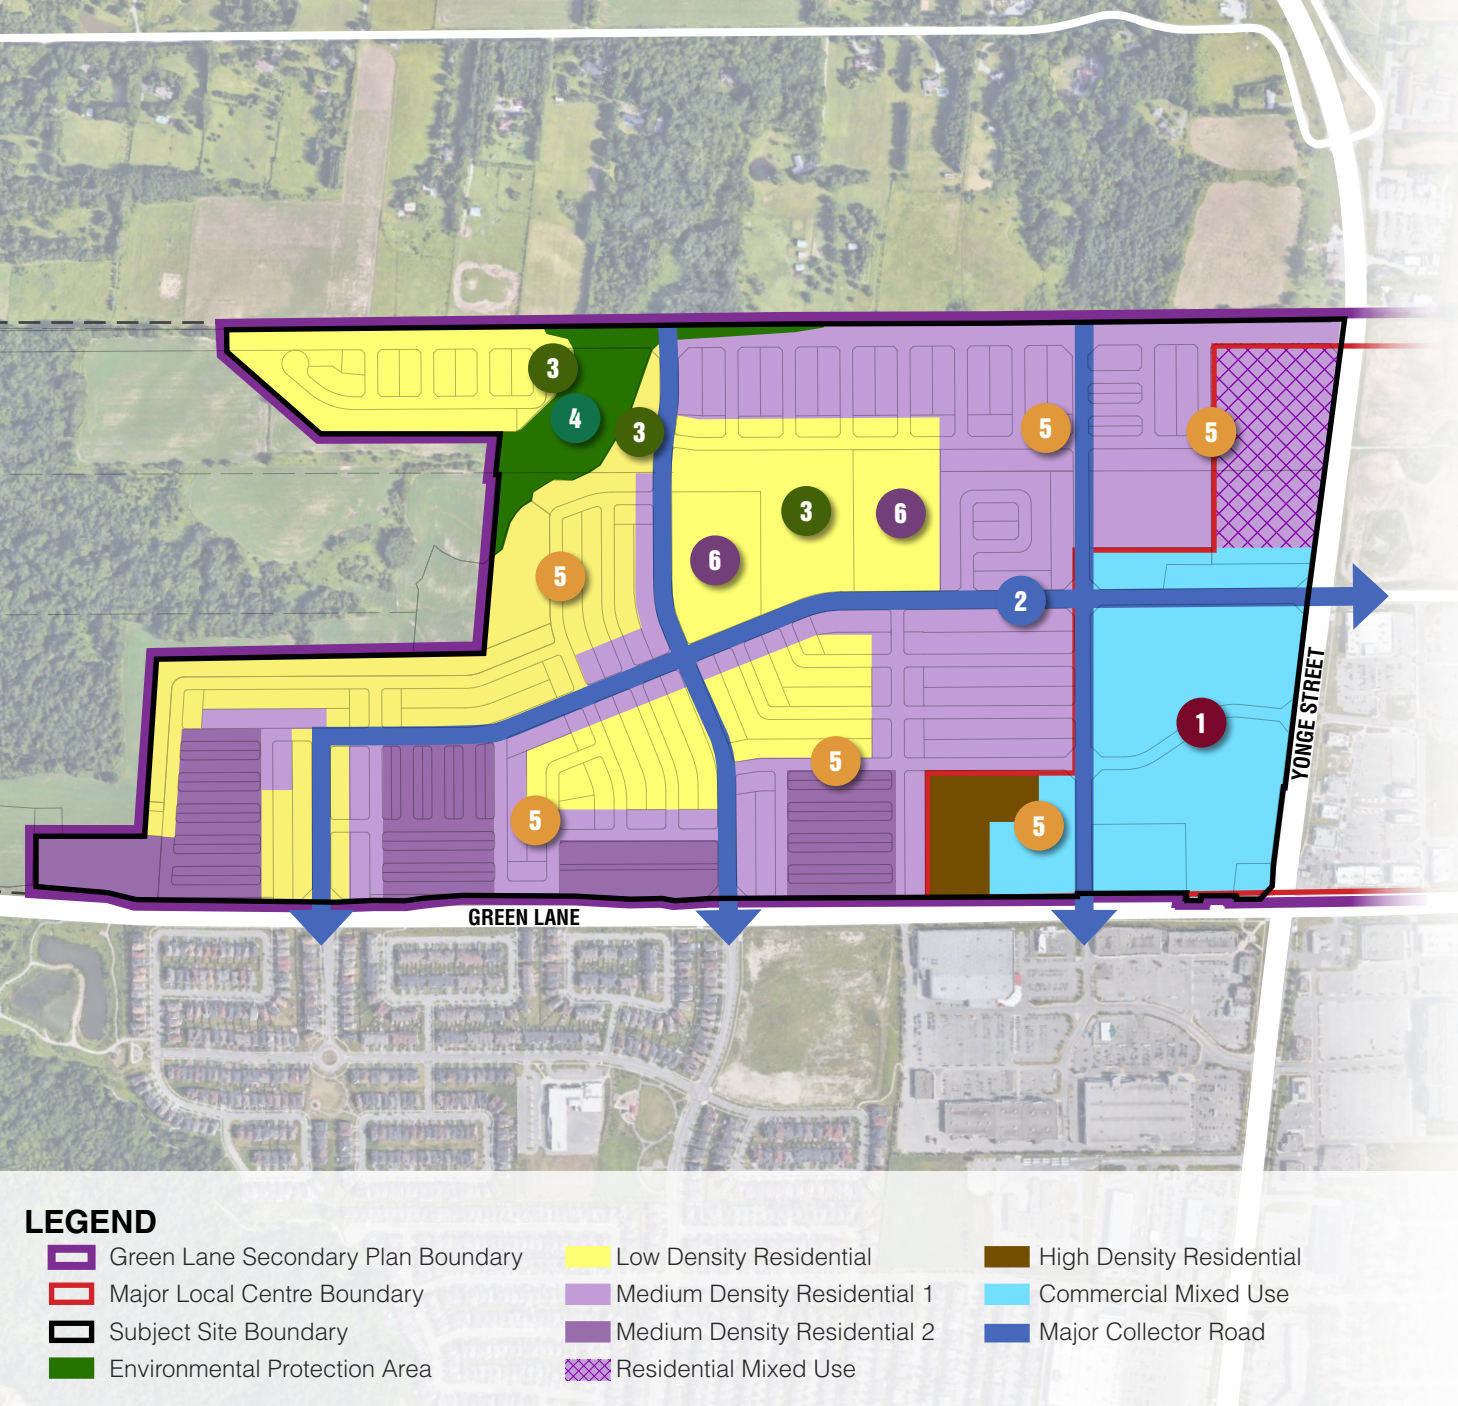 3
4
3
5
5
3
6
6
5
2
1
YONGE STREET
5
5
5
GREEN LANE
LEGEND
Green Lane Secondary Plan Boundary
Major Local Centre Boundary
Subject Site Boundary
Environmental Protection Area
Low Density Residential
Medium Density Residential 1
Medium Density Residential 2
Residential Mixed Use
High Density Residential
Commercial Mixed Use
Major Collector Road